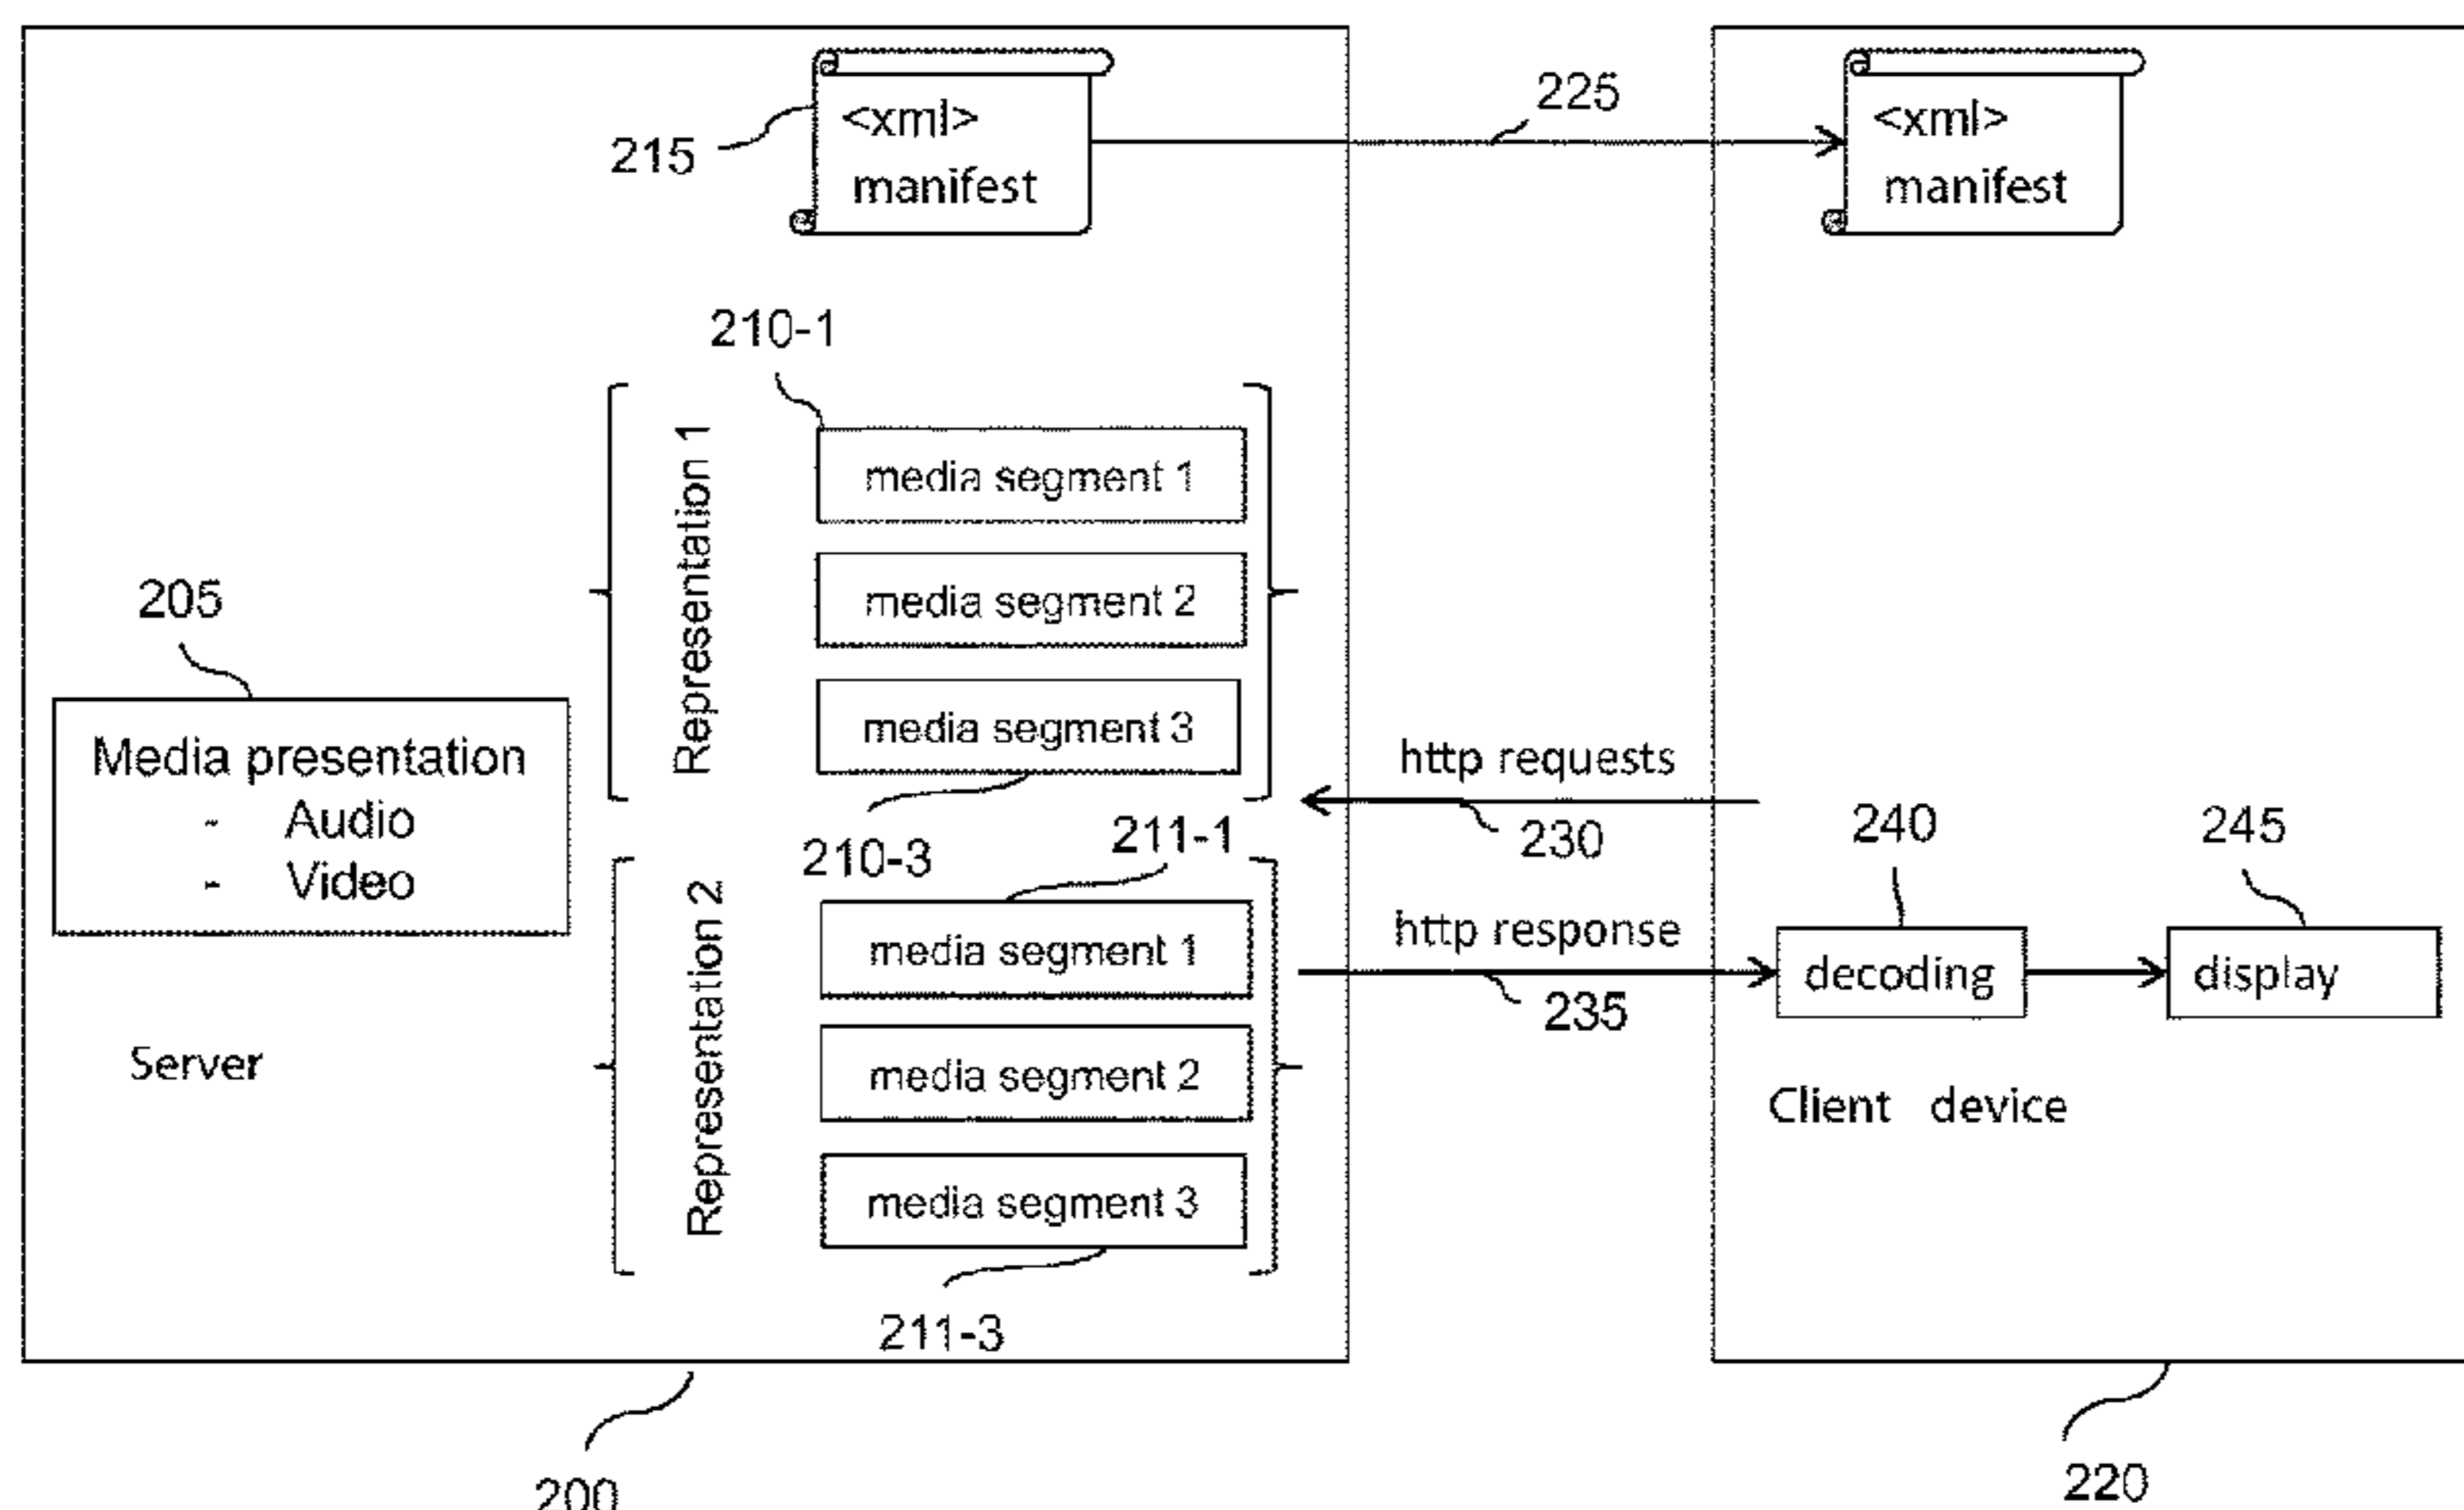 215
<xml>
manifest
225
<xml>
manifest
210-1
Representation 1
media segment 1
media segment 2
media segment 3
210-3
205
Media presentation
- Audio
- Video
Server
Representation 2
211-1
media segment 1
media segment 2
media segment 3
211-3
http requests
230
http response
235
240
decoding
245
display
Client device
200
220